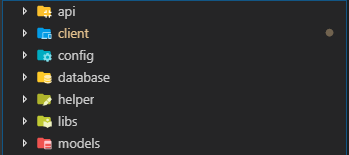 api
client
config
database
helper
libs
models